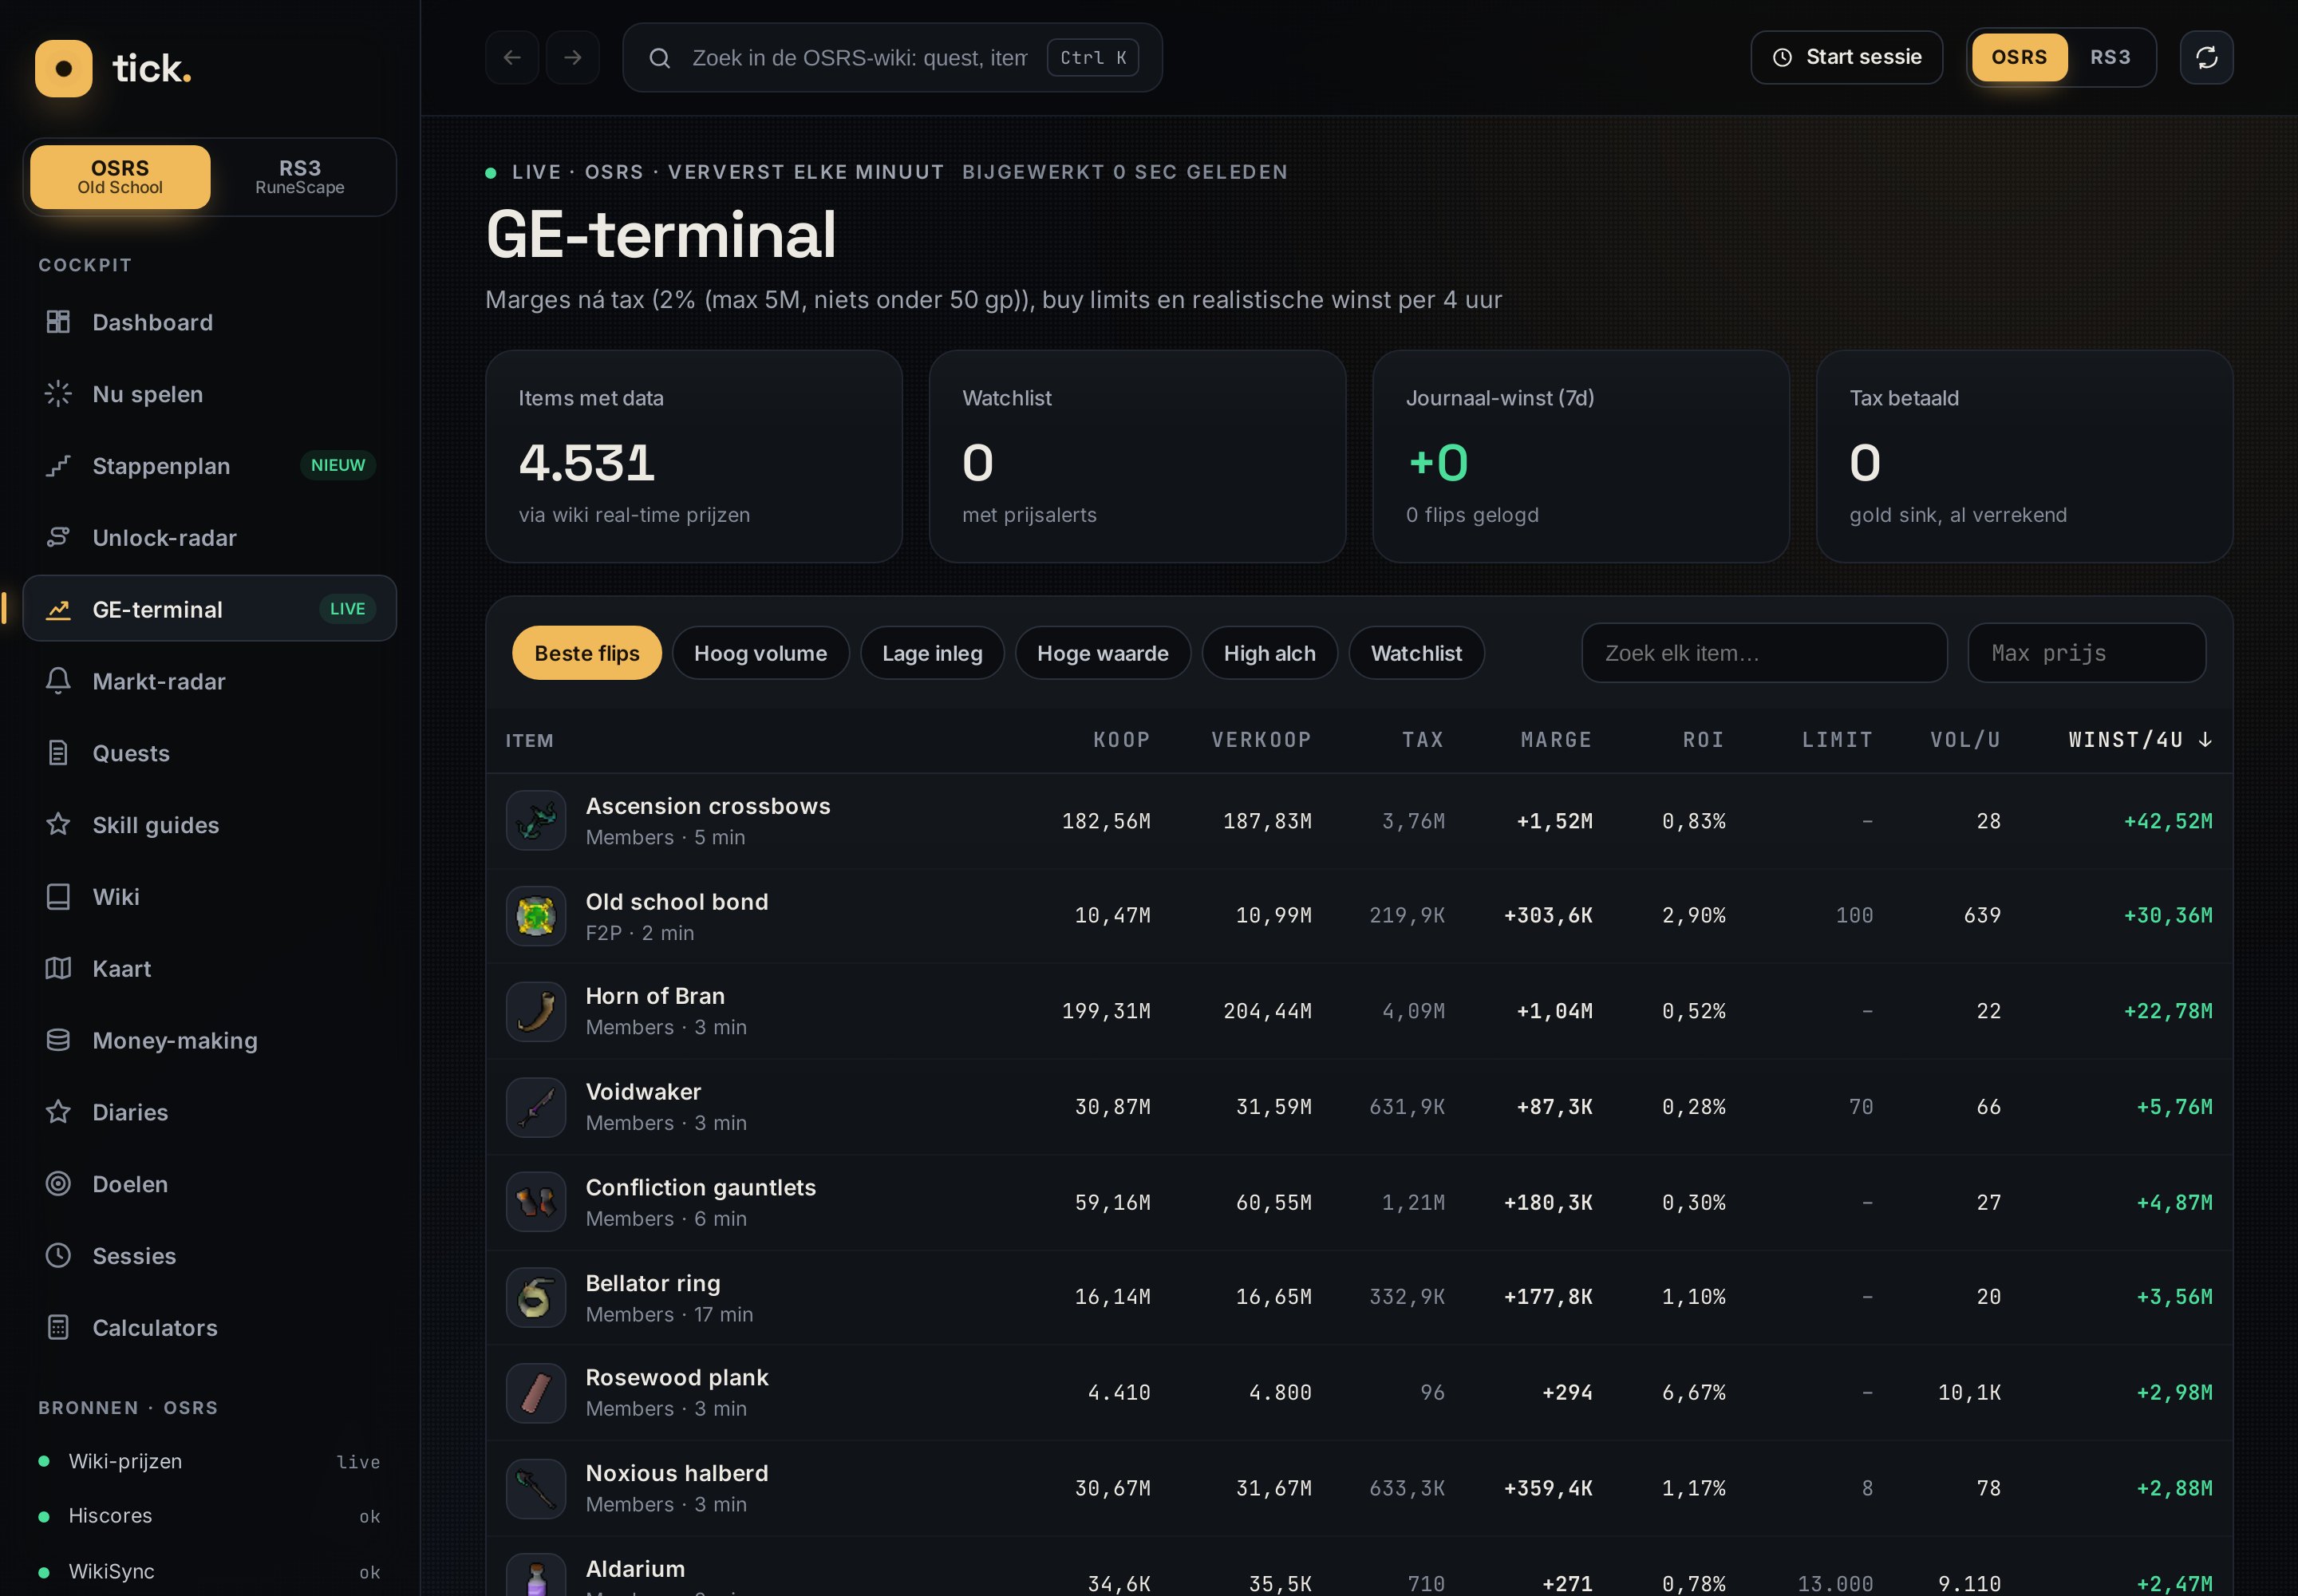 tick.
Zoek in de OSRS-wiki: quest, item
Ctrl K
Start sessie
OSRS
RS3
OSRS
Old School
RS3
RuneScape
COCKPIT
Dashboard
Nu spelen
Stappenplan NIEUW
Unlock-radar
GE-terminal LIVE
Markt-radar
Quests
Skill guides
Wiki
Kaart
Money-making
Diaries
Doelen
Sessies
Calculators
BRONNEN · OSRS
Wiki-prijzen live
Hiscores ok
WikiSync ok
LIVE · OSRS · VERVERST ELKE MINUUT BIJGEWERKT 0 SEC GELEDEN
GE-terminal
Marges ná tax (2% (max 5M, niets onder 50 gp)), buy limits en realistische winst per 4 uur
Items met data
4.531
via wiki real-time prijzen
Watchlist
0
met prijsalerts
Journaal-winst (7d)
+0
0 flips gelogd
Tax betaald
0
gold sink, al verrekend
Beste flips Hoog volume Lage inleg Hoge waarde High alch Watchlist Zoek elk item... Max prijs
ITEM KOOP VERKOOP TAX MARGE ROI LIMIT VOL/U WINST/4U ↓
Ascension crossbows
Members · 5 min
182,56M 187,83M 3,76M +1,52M 0,83% – 28 +42,52M
Old school bond
F2P · 2 min
10,47M 10,99M 219,9K +303,6K 2,90% 100 639 +30,36M
Horn of Bran
Members · 3 min
199,31M 204,44M 4,09M +1,04M 0,52% – 22 +22,78M
Voidwaker
Members · 3 min
30,87M 31,59M 631,9K +87,3K 0,28% 70 66 +5,76M
Confliction gauntlets
Members · 6 min
59,16M 60,55M 1,21M +180,3K 0,30% – 27 +4,87M
Bellator ring
Members · 17 min
16,14M 16,65M 332,9K +177,8K 1,10% – 20 +3,56M
Rosewood plank
Members · 3 min
4.410 4.800 96 +294 6,67% – 10,1K +2,98M
Noxious halberd
Members · 3 min
30,67M 31,67M 633,3K +359,4K 1,17% 8 78 +2,88M
Aldarium
34,6K 35,5K 710 +271 0,78% 13.000 9.110 +2,47M